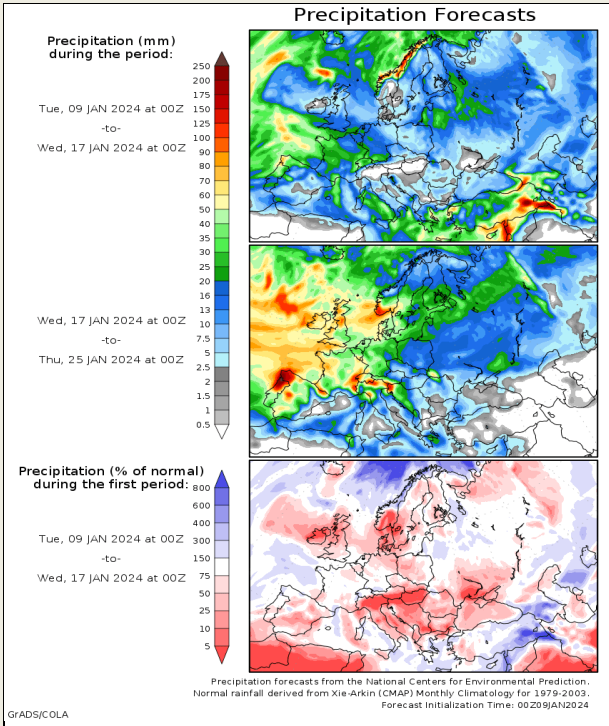 Precipitation Forecasts
Precipitation (mm)
during the period:
Tue, 09 JAN 2024 at 00Z
-to-
Wed, 17 JAN 2024 at 00Z
250
200
175
150
125
100
90
80
70
60
50
40
35
30
25
20
16
13
10
7.5
5
2.5
2
1.5
1
0.5
Wed, 17 JAN 2024 at 00Z
-to-
Thu, 25 JAN 2024 at 00Z
Precipitation (% of normal)
during the first period:
Tue, 09 JAN 2024 at 00Z
-to-
Wed, 17 JAN 2024 at 00Z
800
600
400
300
150
75
50
25
10
5
Precipitation forecasts from the National Centers for Environmental Prediction.
Normal rainfall derived from Xie-Arkin (CMAP) Monthly Climatology for 1979-2003.
Forecast Initialization Time: 00Z09JAN2024
GrADS/COLA